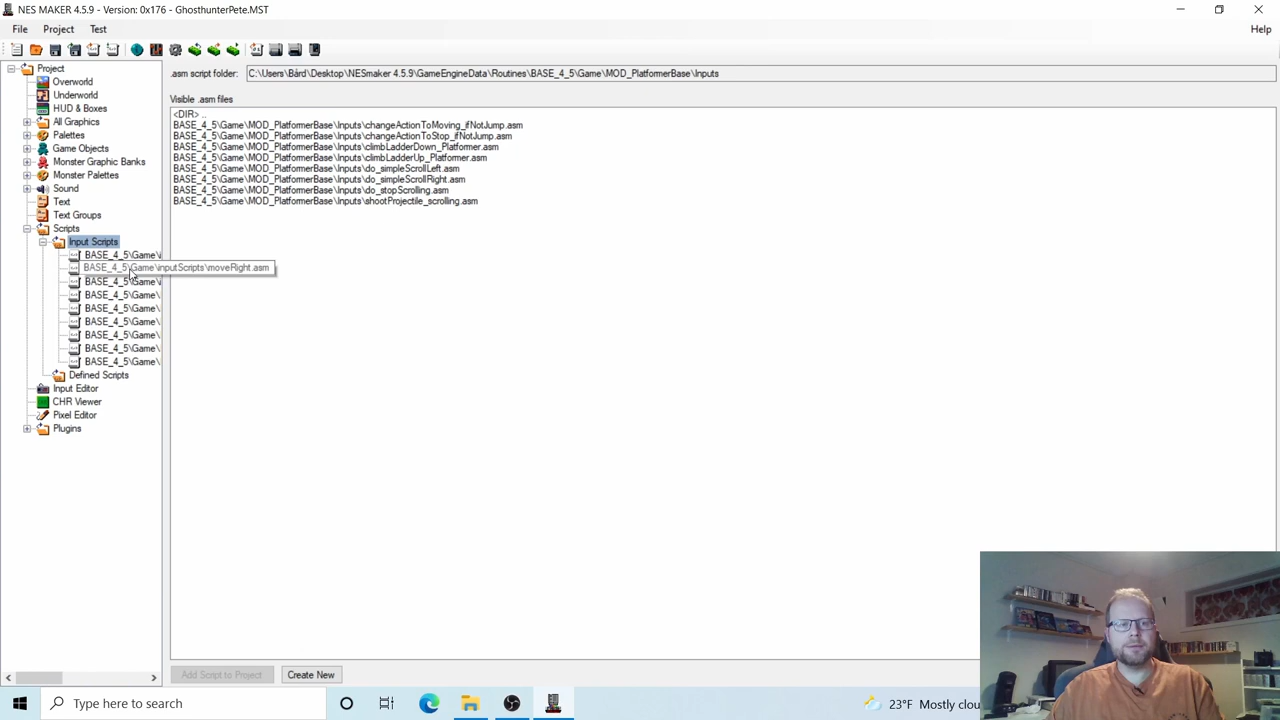 NES MAKER 4.5.9 - Version: 0x176 - GhosthunterPete.MST
File Project Test Help
Project
Overworld
Underworld
HUD & Boxes
All Graphics
Palettes
Game Objects
Monster Graphic Banks
Monster Palettes
Sound
Text
Text Groups
Scripts
Input Scripts
BASE_4_5\Game\i
BASE_4_5\Game\inputScripts\moveRight.asm
BASE_4_5\Game\i
BASE_4_5\Game\
BASE_4_5\Game\
BASE_4_5\Game\
BASE_4_5\Game\
BASE_4_5\Game\
BASE_4_5\Game\
Defined Scripts
Input Editor
CHR Viewer
Pixel Editor
Plugins
.asm script folder: C:\Users\Bård\Desktop\NESmaker 4.5.9\GameEngineData\Routines\BASE_4_5\Game\MOD_PlatformerBase\Inputs
Visible .asm files
<DIR> ..
BASE_4_5\Game\MOD_PlatformerBase\Inputs\changeActionToMoving_ifNotJump.asm
BASE_4_5\Game\MOD_PlatformerBase\Inputs\changeActionToStop_ifNotJump.asm
BASE_4_5\Game\MOD_PlatformerBase\Inputs\climbLadderDown_Platformer.asm
BASE_4_5\Game\MOD_PlatformerBase\Inputs\climbLadderUp_Platformer.asm
BASE_4_5\Game\MOD_PlatformerBase\Inputs\do_simpleScrollLeft.asm
BASE_4_5\Game\MOD_PlatformerBase\Inputs\do_simpleScrollRight.asm
BASE_4_5\Game\MOD_PlatformerBase\Inputs\do_stopScrolling.asm
BASE_4_5\Game\MOD_PlatformerBase\Inputs\shootProjectile_scrolling.asm
Add Script to Project Create New
Type here to search
23°F Mostly clou